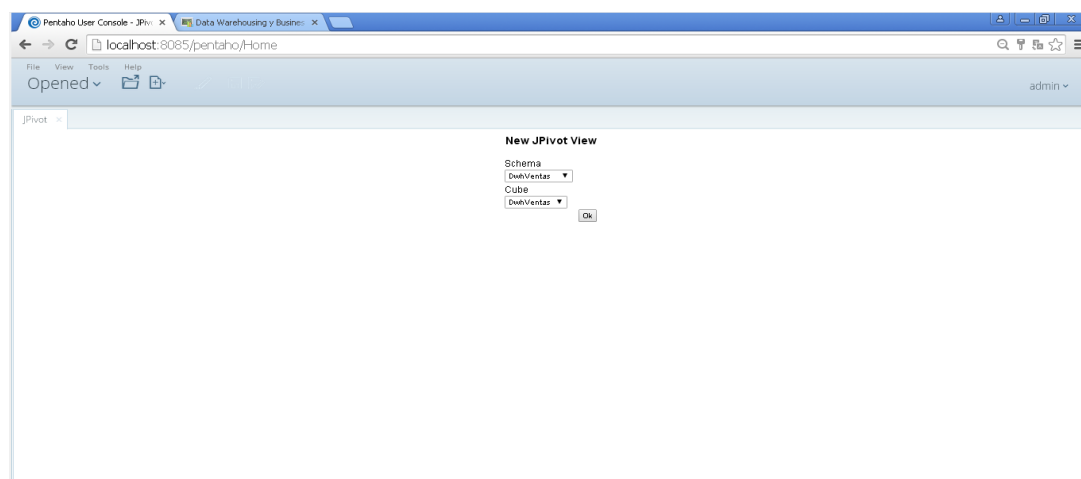 Pentaho User Console - JPiv
Data Warehousing y Busines
localhost:8085/pentaho/Home
File View Tools Help
Opened
admin
JPivot
New JPivot View
Schema
DwhVentas
Cube
DwhVentas
Ok